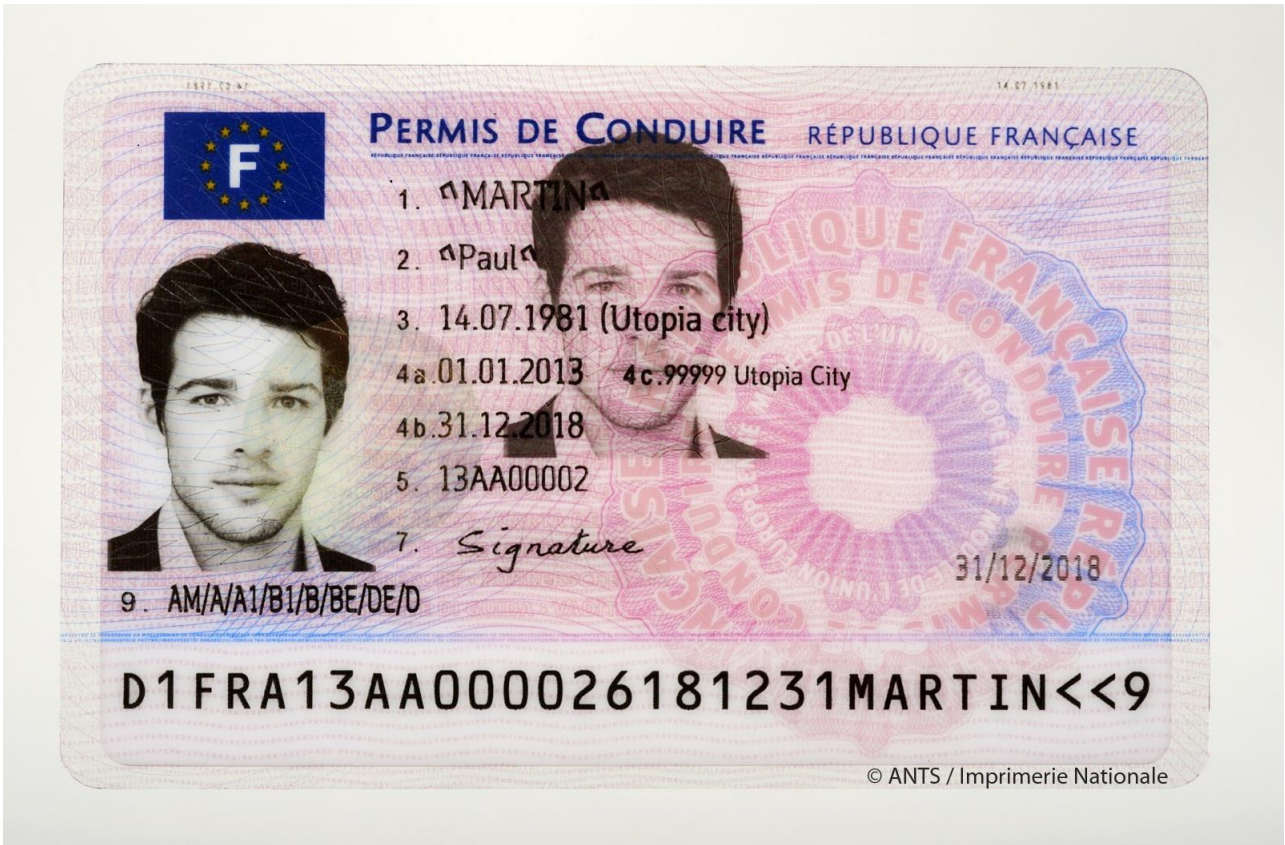 14.07.1981
F
PERMIS DE CONDUIRE RÉPUBLIQUE FRANÇAISE
1. MARTIN
2. Paul
3. 14.07.1981 (Utopia city)
4a.01.01.2013 4c.99999 Utopia City
4b.31.12.2018
5. 13AA00002
7. Signature
31/12/2018
9. AM/A/A1/B1/B/BE/DE/D
D1FRA13AA000026181231MARTIN<<9
© ANTS / Imprimerie Nationale